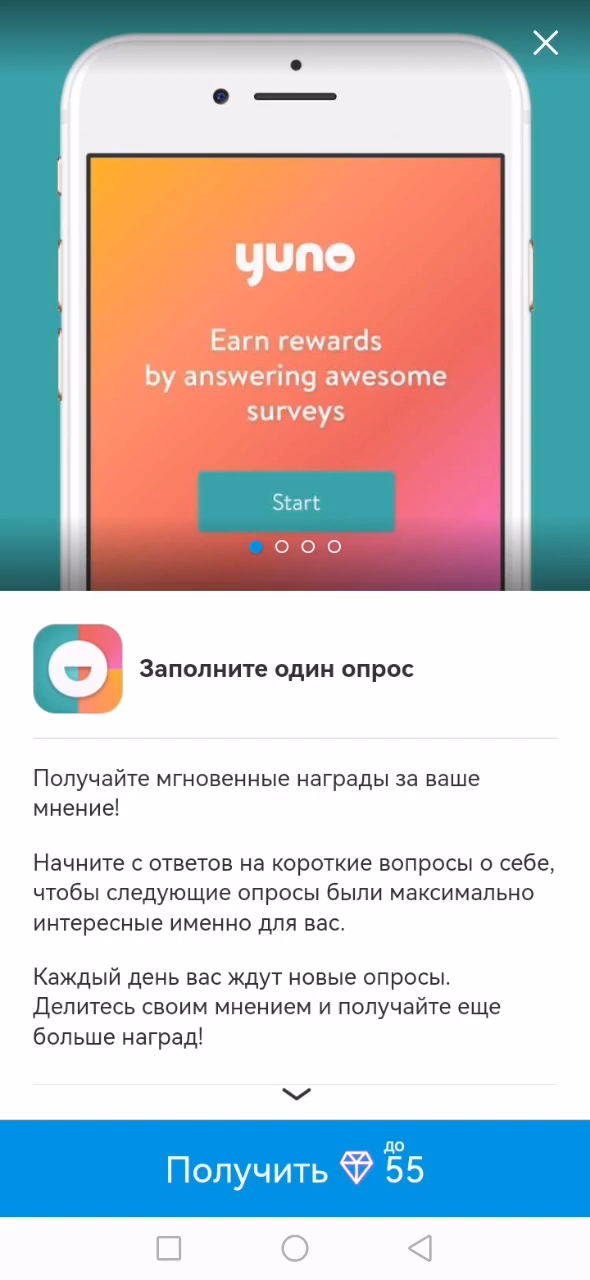 yuno
Earn rewards
by answering awesome
surveys
Start
Заполните один опрос
Получайте мгновенные награды за ваше
мнение!
Начните с ответов на короткие вопросы о себе,
чтобы следующие опросы были максимально
интересные именно для вас.
Каждый день вас ждут новые опросы.
Делитесь своим мнением и получайте еще
больше наград!
Получить до 55